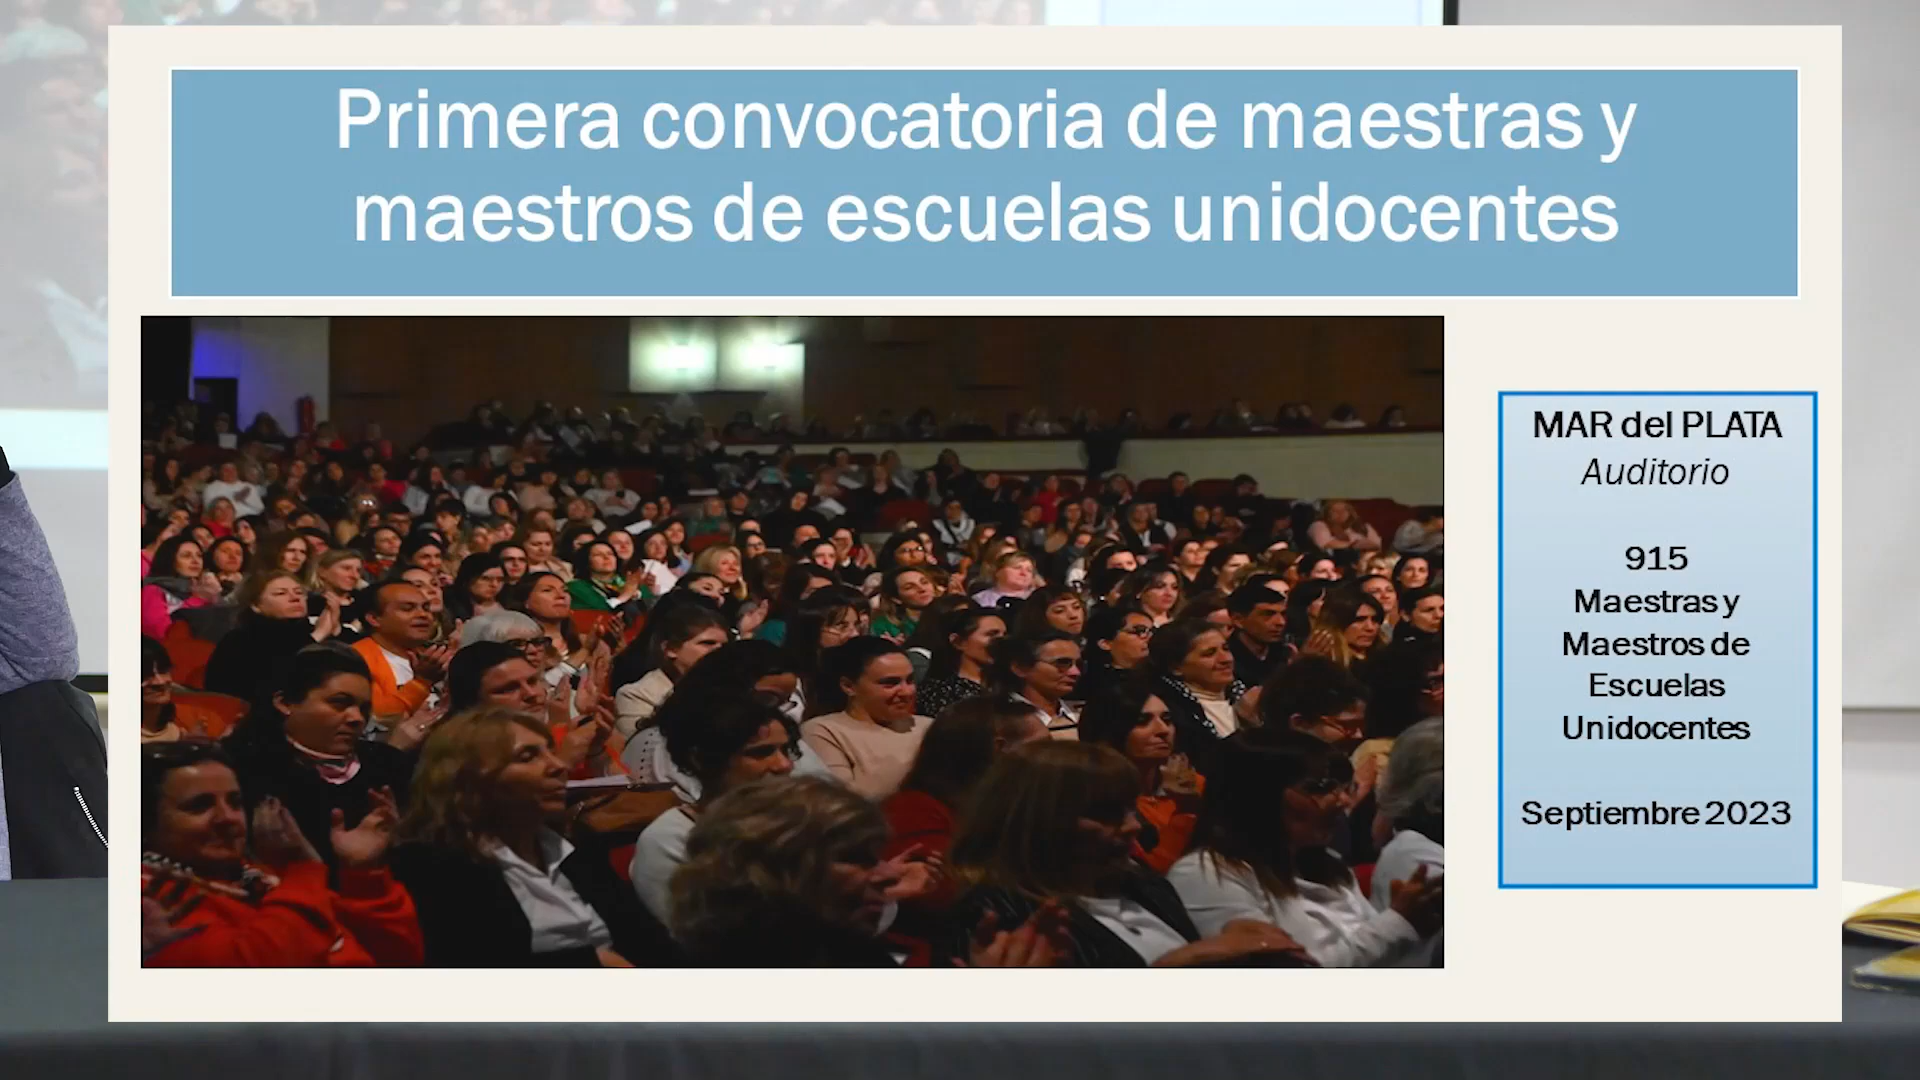 Primera convocatoria de maestras y
maestros de escuelas unidocentes
MAR del PLATA
Auditorio
915
Maestras y
Maestros de
Escuelas
Unidocentes
Septiembre 2023